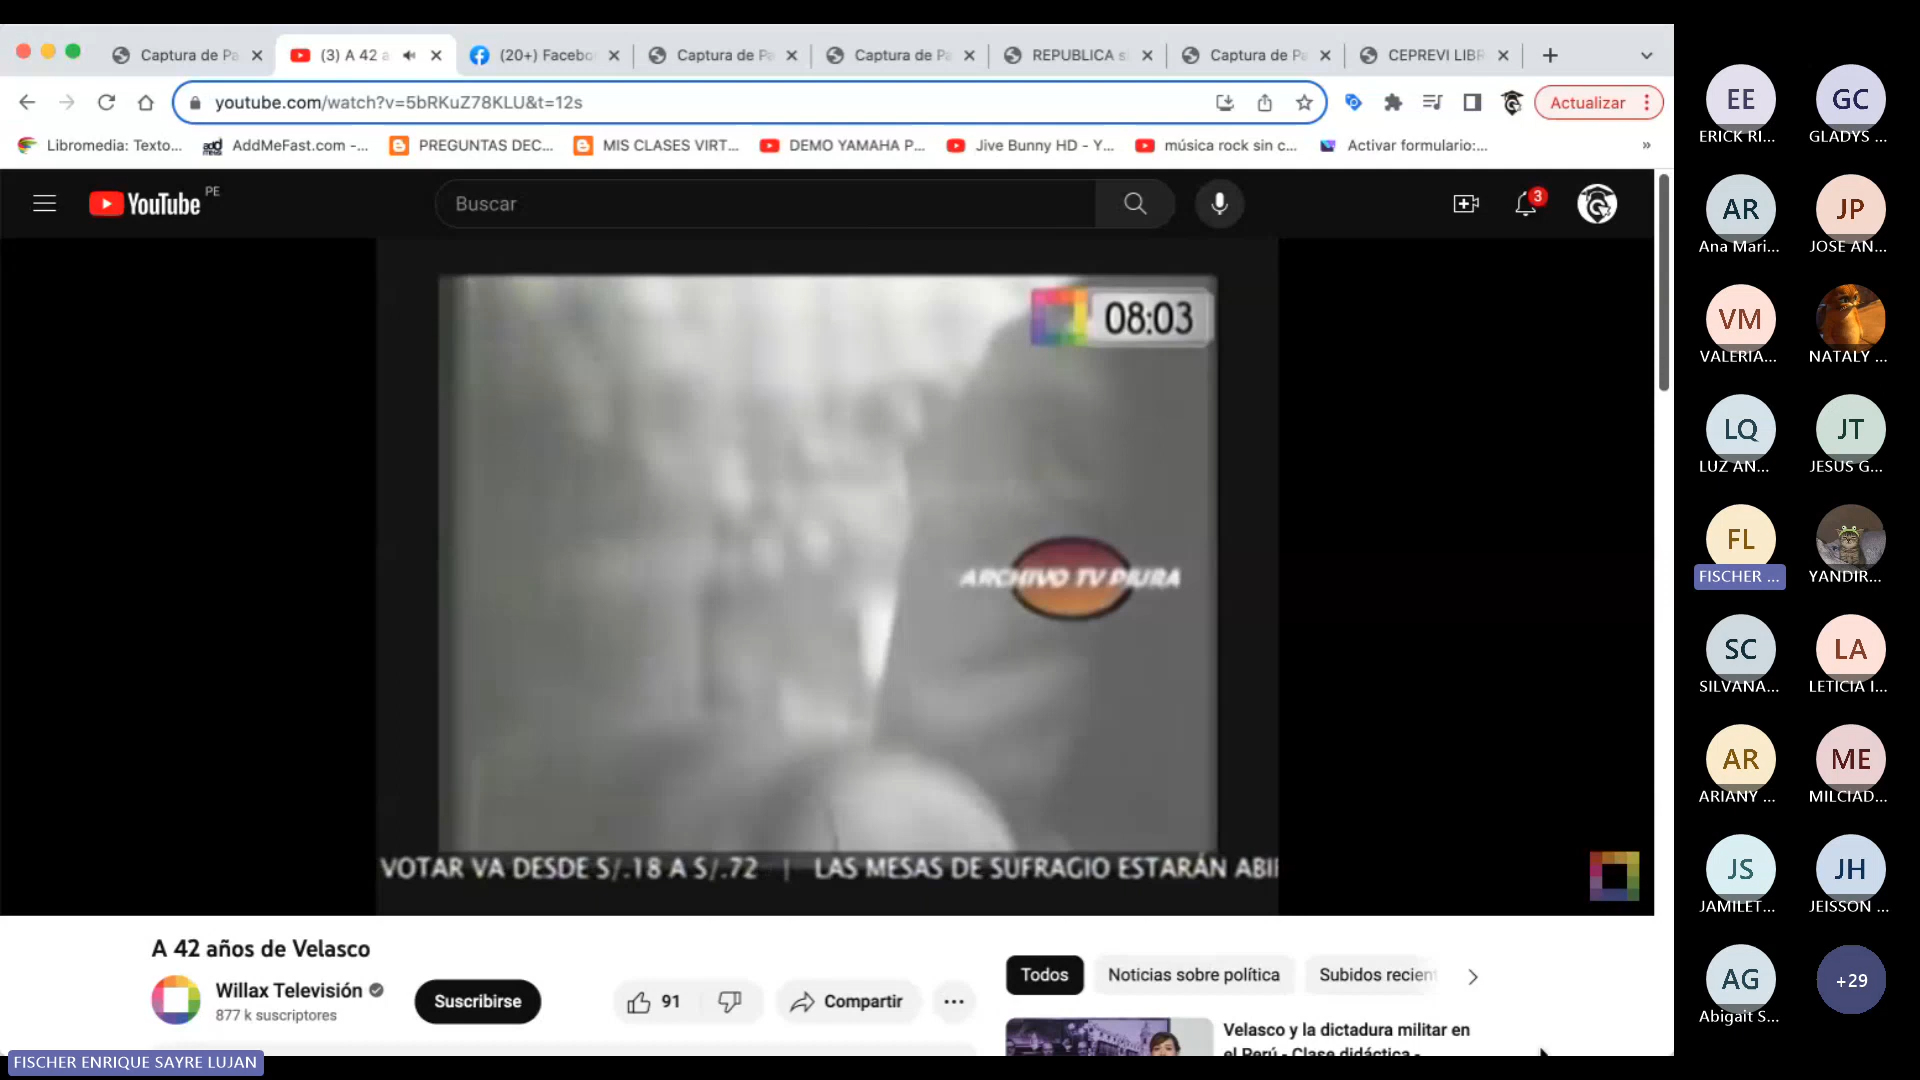 Captura de Pa
(3) A 42 a
(20+) Facebo
Captura de Pa
Captura de Pa
REPUBLICA s
Captura de Pa
CEPREVI LIBR
youtube.com/watch?v=5bRKuZ78KLU&t=12s
Actualizar
Libromedia: Texto...
AddMeFast.com -...
PREGUNTAS DEC...
MIS CLASES VIRT...
DEMO YAMAHA P...
Jive Bunny HD - Y...
música rock sin c...
Activar formulario:...
»
YouTube PE
Buscar
3
08:03
ARCHIVO TV PIURA
VOTAR VA DESDE S/.18 A S/.72 | LAS MESAS DE SUFRAGIO ESTARÁN ABI
A 42 años de Velasco
Willax Televisión
877 k suscriptores
Suscribirse
91
Compartir
Todos
Noticias sobre política
Subidos recient
Velasco y la dictadura militar en
el Perú - Clase didáctica -
FISCHER ENRIQUE SAYRE LUJAN
EE
ERICK RI...
GC
GLADYS ...
AR
Ana Mari...
JP
JOSE AN...
VM
VALERIA...
NATALY ...
LQ
LUZ AN...
JT
JESUS G...
FL
FISCHER ...
YANDIR...
SC
SILVANA...
LA
LETICIA I...
AR
ARIANY ...
ME
MILCIAD...
JS
JAMILET...
JH
JEISSON ...
AG
Abigait S...
+29